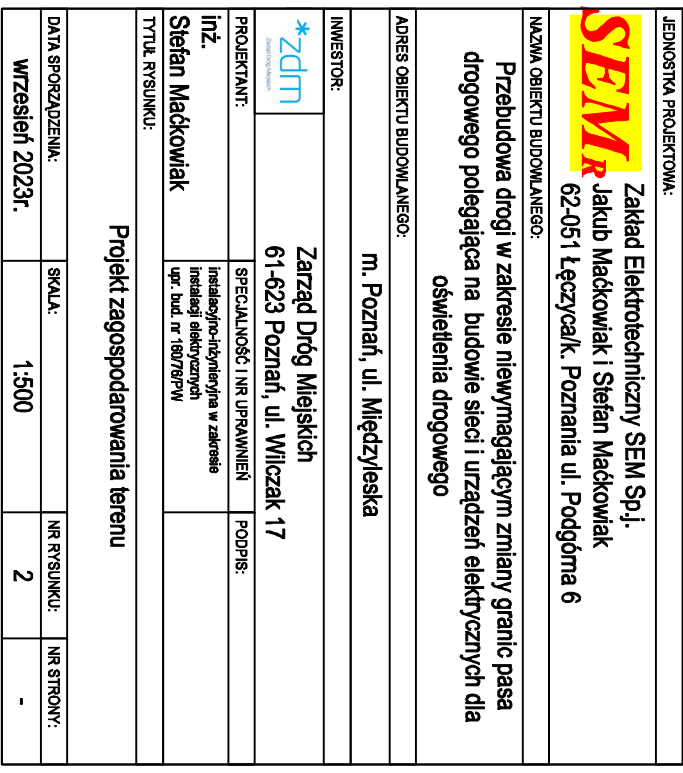 JEDNOSTKA PROJEKTOWA:
SEM R
Zakład Elektrotechniczny SEM Sp.j.
Jakub Maćkowiak i Stefan Maćkowiak
62-051 Łęczyca/k. Poznania ul. Podgórna 6
NAZWA OBIEKTU BUDOWLANEGO:
Przebudowa drogi w zakresie niewymagającym zmiany granic pasa
drogowego polegająca na budowie sieci i urządzeń elektrycznych dla
oświetlenia drogowego
ADRES OBIEKTU BUDOWLANEGO:
m. Poznań, ul. Międzyleska
INWESTOR:
*zdm
Zarząd Dróg Miejskich
Zarząd Dróg Miejskich
61-623 Poznań, ul. Wilczak 17
PROJEKTANT:
SPECJALNOŚĆ I NR UPRAWNIEŃ
PODPIS:
inż.
Stefan Maćkowiak
instalacyjno-inżynieryjna w zakresie
instalacji elektrycznych
upr. bud. nr 160/76/PW
TYTUŁ RYSUNKU:
Projekt zagospodarowania terenu
DATA SPORZĄDZENIA:
SKALA:
NR RYSUNKU:
NR STRONY:
wrzesień 2023r.
1:500
2
-